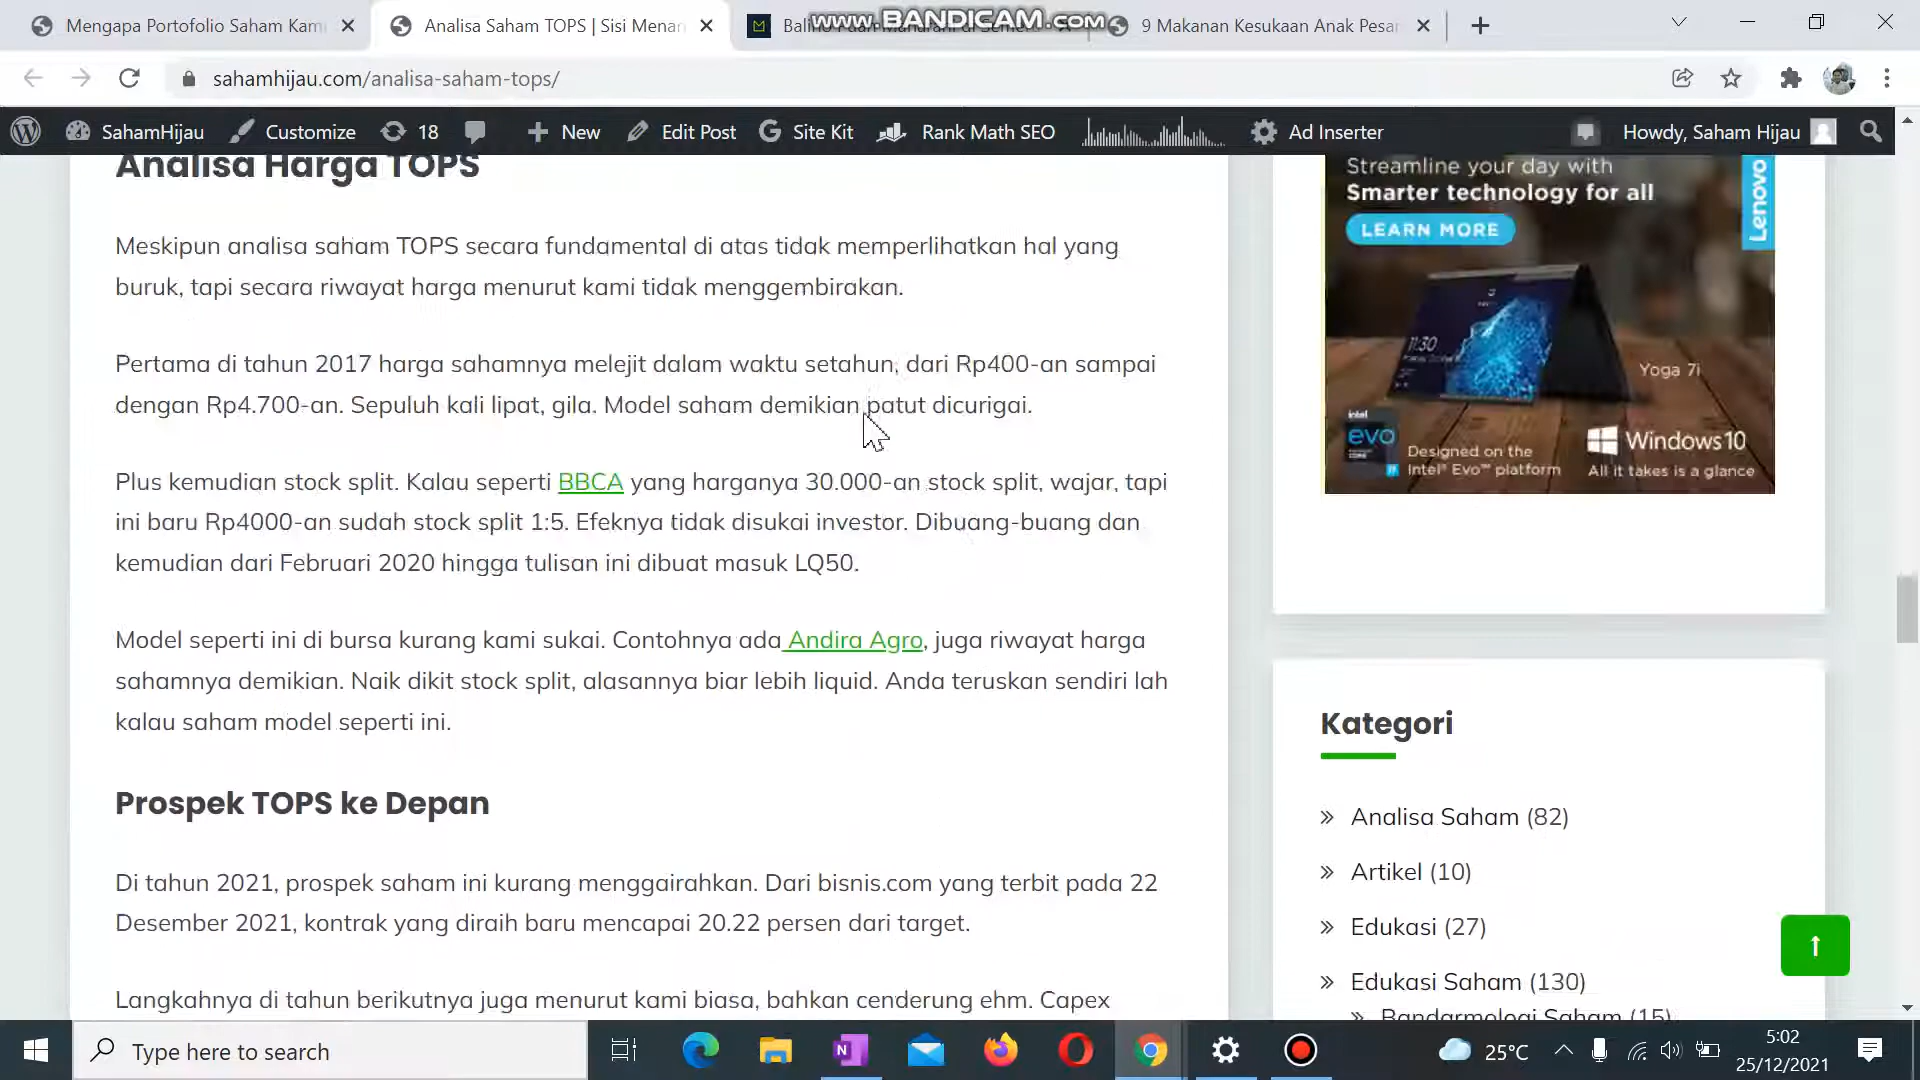 Mengapa Portofolio Saham Kami
Analisa Saham TOPS | Sisi Menar
www.BANDICAM.com
9 Makanan Kesukaan Anak Pesan
sahamhijau.com/analisa-saham-tops/
SahamHijau
Customize
18
New
Edit Post
Site Kit
Rank Math SEO
Ad Inserter
Howdy, Saham Hijau
Analisa Harga TOPS
Meskipun analisa saham TOPS secara fundamental di atas tidak memperlihatkan hal yang
buruk, tapi secara riwayat harga menurut kami tidak menggembirakan.
Pertama di tahun 2017 harga sahamnya melejit dalam waktu setahun, dari Rp400-an sampai
dengan Rp4.700-an. Sepuluh kali lipat, gila. Model saham demikian patut dicurigai.
Plus kemudian stock split. Kalau seperti BBCA yang harganya 30.000-an stock split, wajar, tapi
ini baru Rp4000-an sudah stock split 1:5. Efeknya tidak disukai investor. Dibuang-buang dan
kemudian dari Februari 2020 hingga tulisan ini dibuat masuk LQ50.
Model seperti ini di bursa kurang kami sukai. Contohnya ada Andira Agro, juga riwayat harga
sahamnya demikian. Naik dikit stock split, alasannya biar lebih liquid. Anda teruskan sendiri lah
kalau saham model seperti ini.
Prospek TOPS ke Depan
Di tahun 2021, prospek saham ini kurang menggairahkan. Dari bisnis.com yang terbit pada 22
Desember 2021, kontrak yang diraih baru mencapai 20.22 persen dari target.
Langkahnya di tahun berikutnya juga menurut kami biasa, bahkan cenderung ehm. Capex
Streamline your day with
Smarter technology for all
LEARN MORE
Lenovo
11:30
Yoga 7i
intel
evo
Designed on the
Intel® Evo™ platform
Windows 10
All it takes is a glance
Kategori
Analisa Saham (82)
Artikel (10)
Edukasi (27)
Edukasi Saham (130)
Bandarmologi Saham (15)
Type here to search
25°C
5:02
25/12/2021